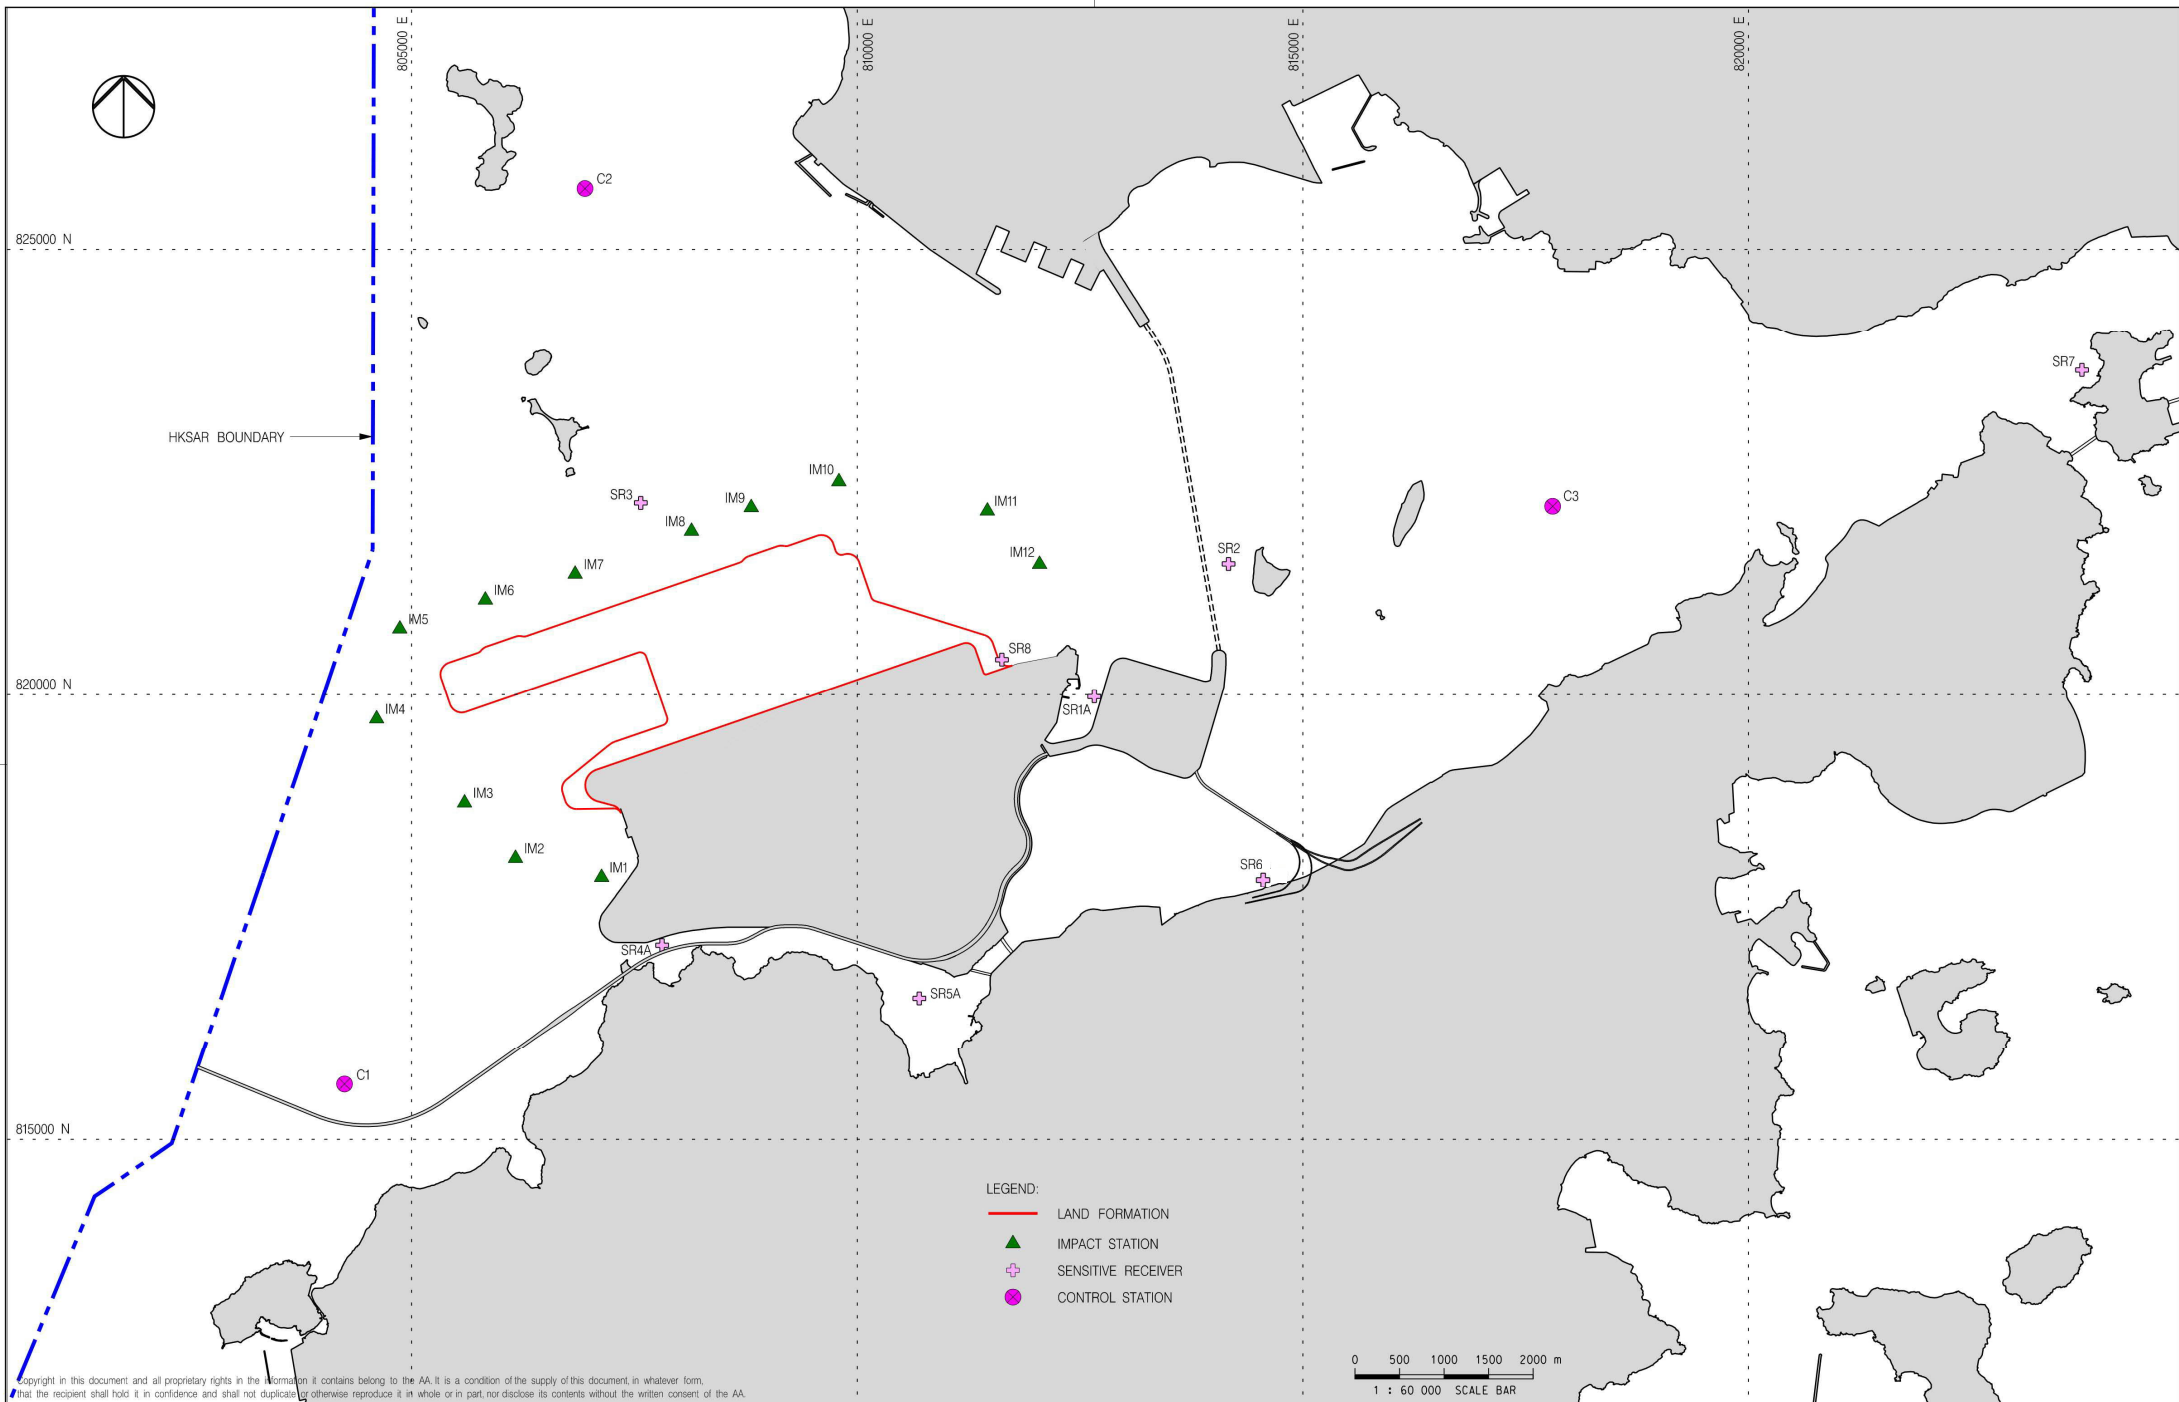 805000 E
810000 E
815000 E
820000 E
C2
825000 N
SR7
HKSAR BOUNDARY
IM10
SR3
IM9
IM11
C3
IM8
IM12
SR2
IM7
IM6
IM5
SR8
820000 N
IM4
SR1A
IM3
IM2
IM1
SR6
SR4A
SR5A
C1
815000 N
LEGEND:
LAND FORMATION
IMPACT STATION
SENSITIVE RECEIVER
CONTROL STATION
0 500 1000 1500 2000 m
1 : 60 000 SCALE BAR
Copyright in this document and all proprietary rights in the information it contains belong to the AA. It is a condition of the supply of this document, in whatever form,
that the recipient shall hold it in confidence and shall not duplicate or otherwise reproduce it in whole or in part, nor disclose its contents without the written consent of the AA.